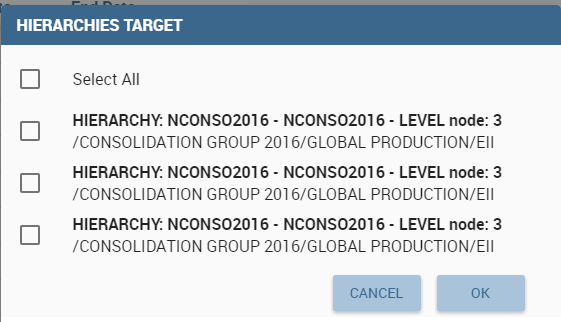 End Date
HIERARCHIES TARGET
Select All
HIERARCHY: NCONSO2016 - NCONSO2016 - LEVEL node: 3
/CONSOLIDATION GROUP 2016/GLOBAL PRODUCTION/EII
HIERARCHY: NCONSO2016 - NCONSO2016 - LEVEL node: 3
/CONSOLIDATION GROUP 2016/GLOBAL PRODUCTION/EII
HIERARCHY: NCONSO2016 - NCONSO2016 - LEVEL node: 3
/CONSOLIDATION GROUP 2016/GLOBAL PRODUCTION/EII
CANCEL OK